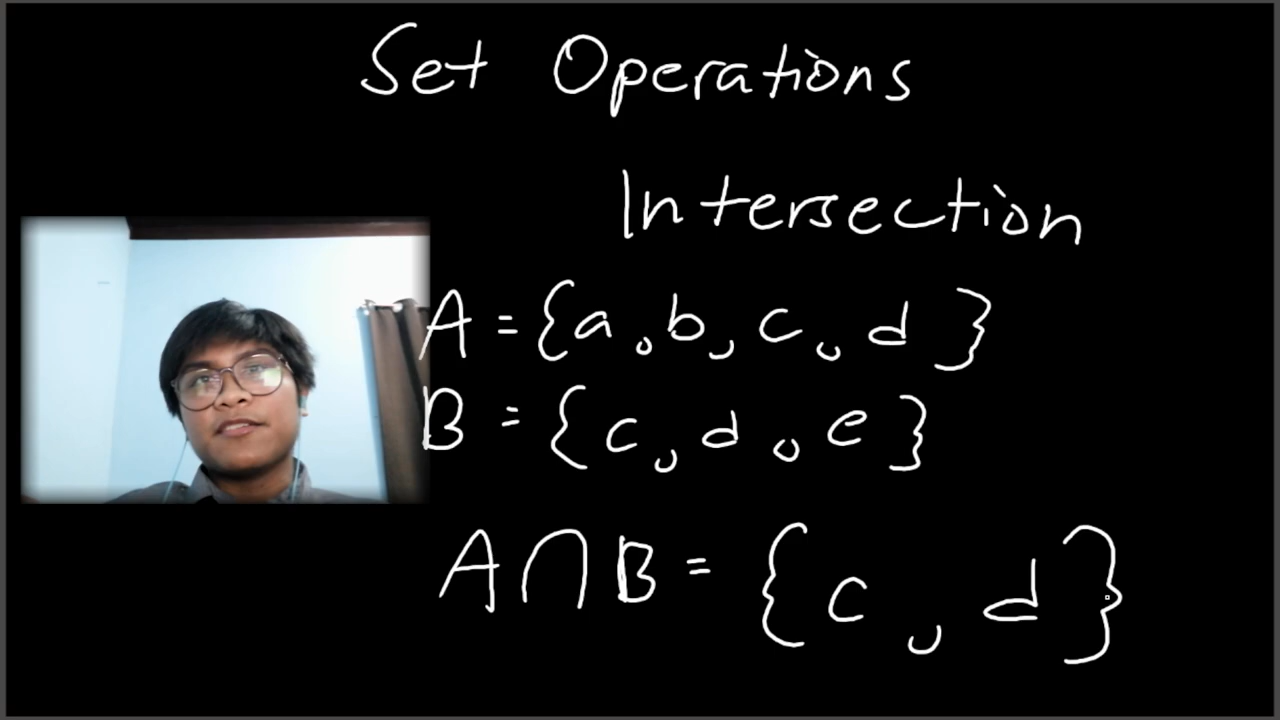 Set Operations
Intersection
A = {a, b, c, d}
B = {c, d, e}
A∩B = {c, d}